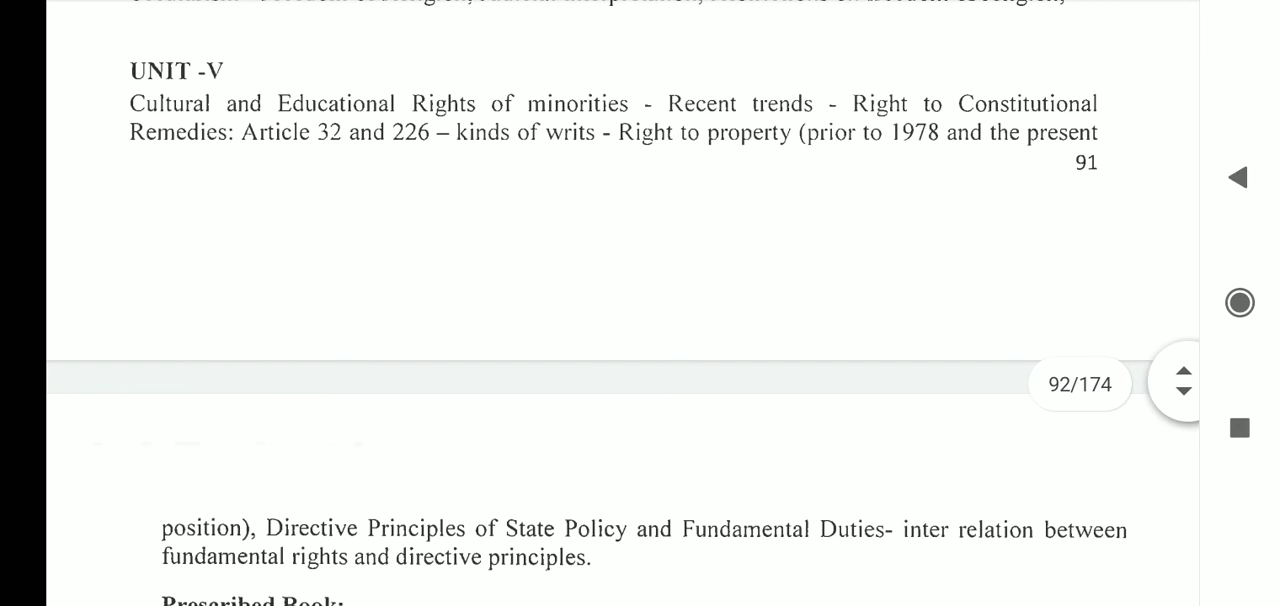 UNIT -V
Cultural and Educational Rights of minorities - Recent trends - Right to Constitutional
Remedies: Article 32 and 226 – kinds of writs - Right to property (prior to 1978 and the present
91
92/174
position), Directive Principles of State Policy and Fundamental Duties- inter relation between
fundamental rights and directive principles.
Prescribed Book: